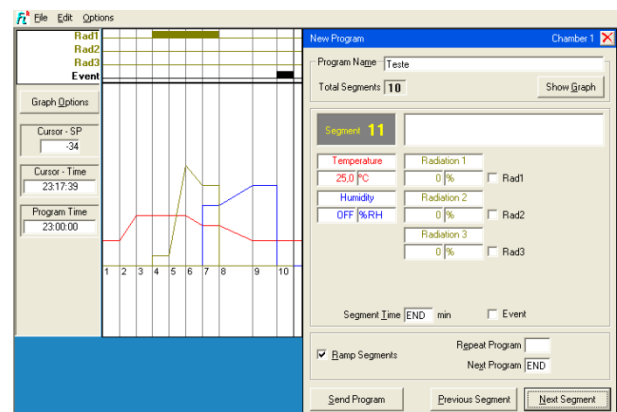 Ft File Edit Options
Rad1
Rad2
Rad3
Event
Graph Options
Cursor - SP
-34
Cursor - Time
23:17:39
Program Time
23:00:00
1 2 3 4 5 6 7 8 9 10
New Program Chamber 1
Program Name Teste
Total Segments 10 Show Graph
Segment 11
Temperature Radiation 1
25,0 °C 0 % Rad1
Humidity Radiation 2
OFF %RH 0 % Rad2
Radiation 3
0 % Rad3
Segment Time END min Event
Ramp Segments
Repeat Program
Next Program END
Send Program Previous Segment Next Segment